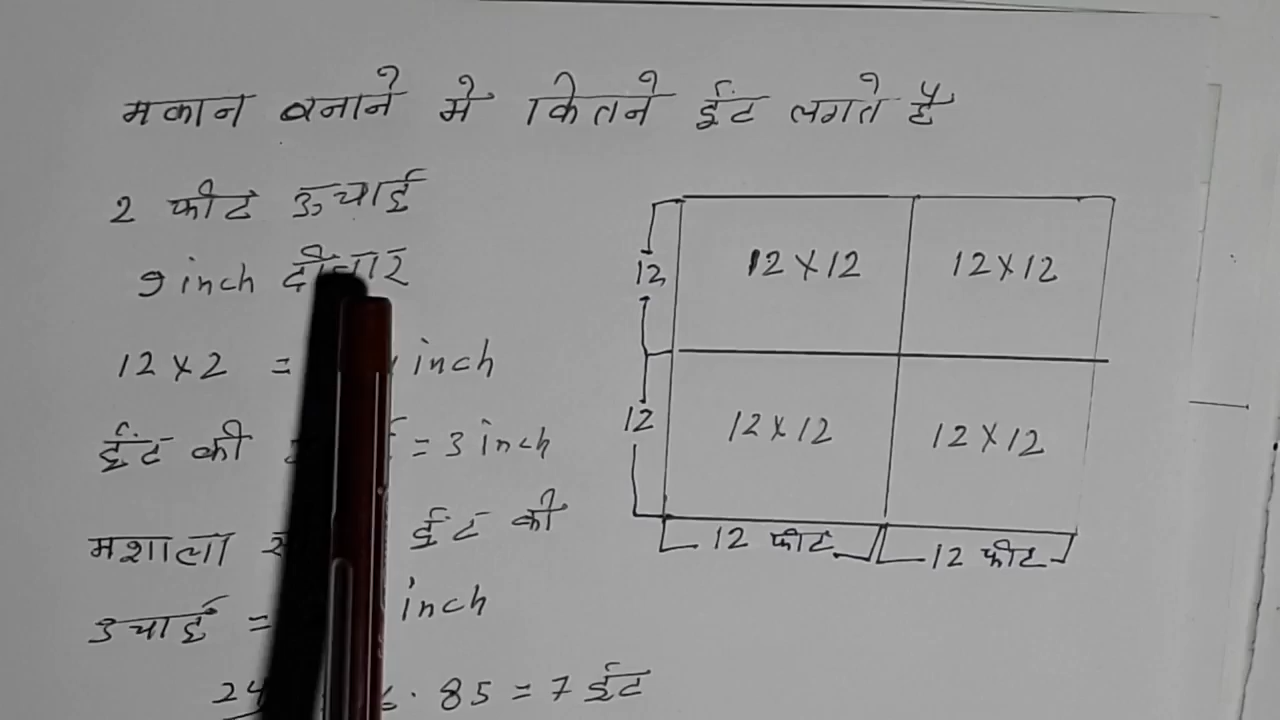 मकान बनाने मे कितने ईंट लगते है
2 फीट ऊचाई
9 inch दीवार
12 x 2 = inch
ईंट की = 3 inch
मशाला ईंट की
उचाई = inch
24 . 85 = 7 ईंट
12 12 x 12 12 x 12
12 12 x 12 12 x 12
12 फीट 12 फीट